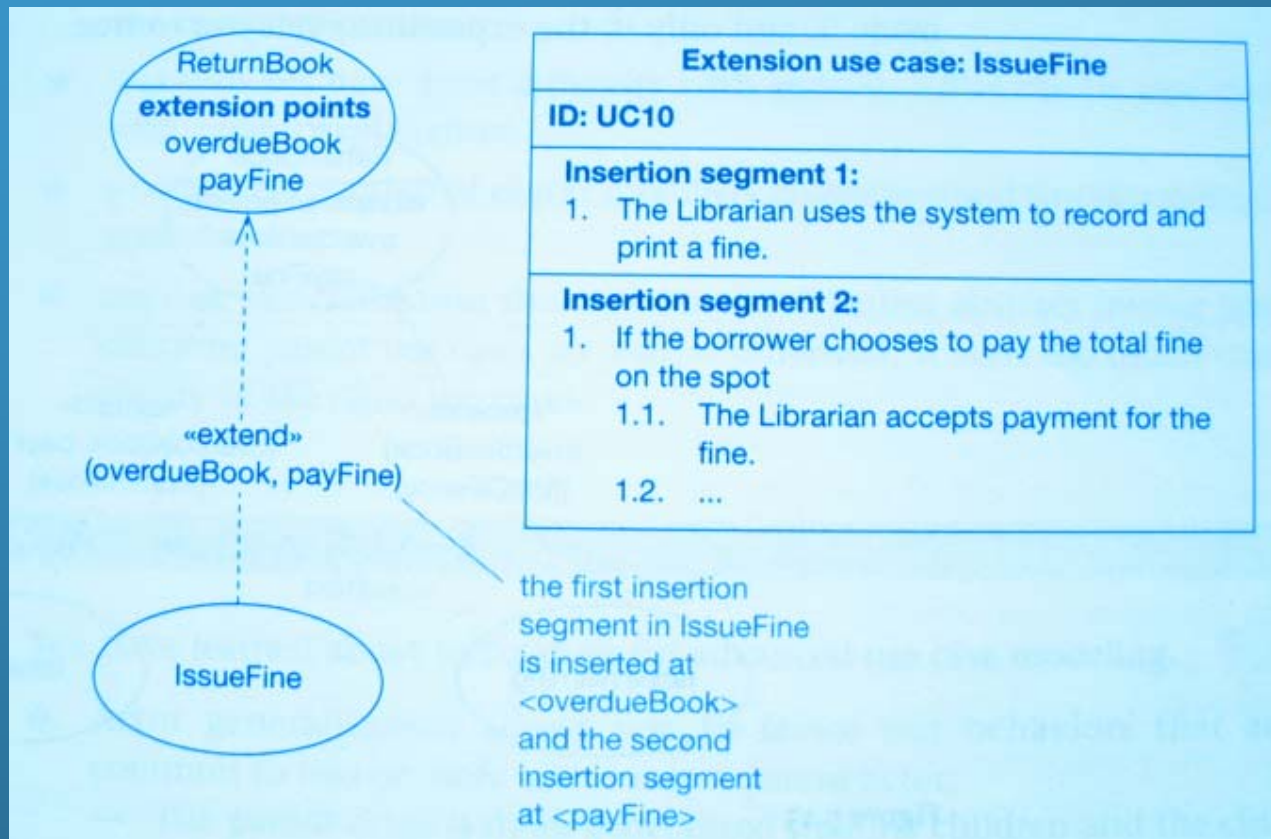 ReturnBook
extension points
overdueBook
payFine
«extend»
(overdueBook, payFine)
IssueFine
Extension use case: IssueFine
ID: UC10
Insertion segment 1:
1. The Librarian uses the system to record and
print a fine.
Insertion segment 2:
1. If the borrower chooses to pay the total fine
on the spot
1.1. The Librarian accepts payment for the
fine.
1.2. ...
the first insertion
segment in IssueFine
is inserted at
<overdueBook>
and the second
insertion segment
at <payFine>